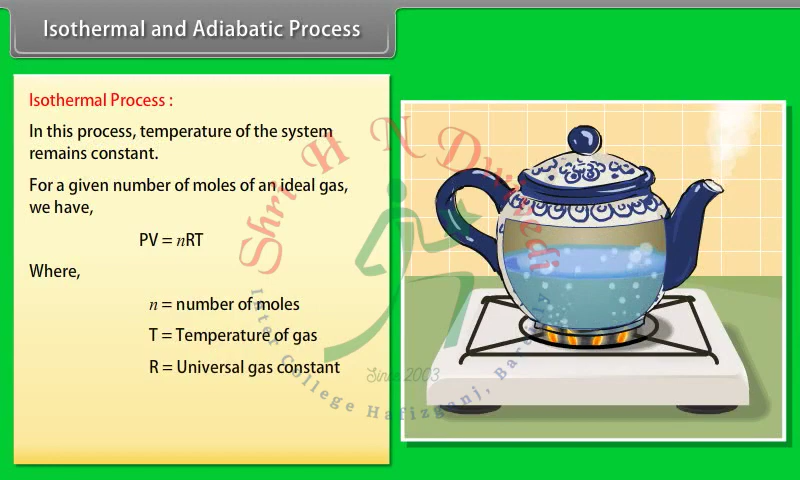 Isothermal and Adiabatic Process
Isothermal Process :
In this process, temperature of the system
remains constant.
For a given number of moles of an ideal gas,
we have,
PV = nRT
Where,
n = number of moles
T = Temperature of gas
R = Universal gas constant
Shri H N Dwivedi
Inter College Hafizganj, Bareilly
Since 2003